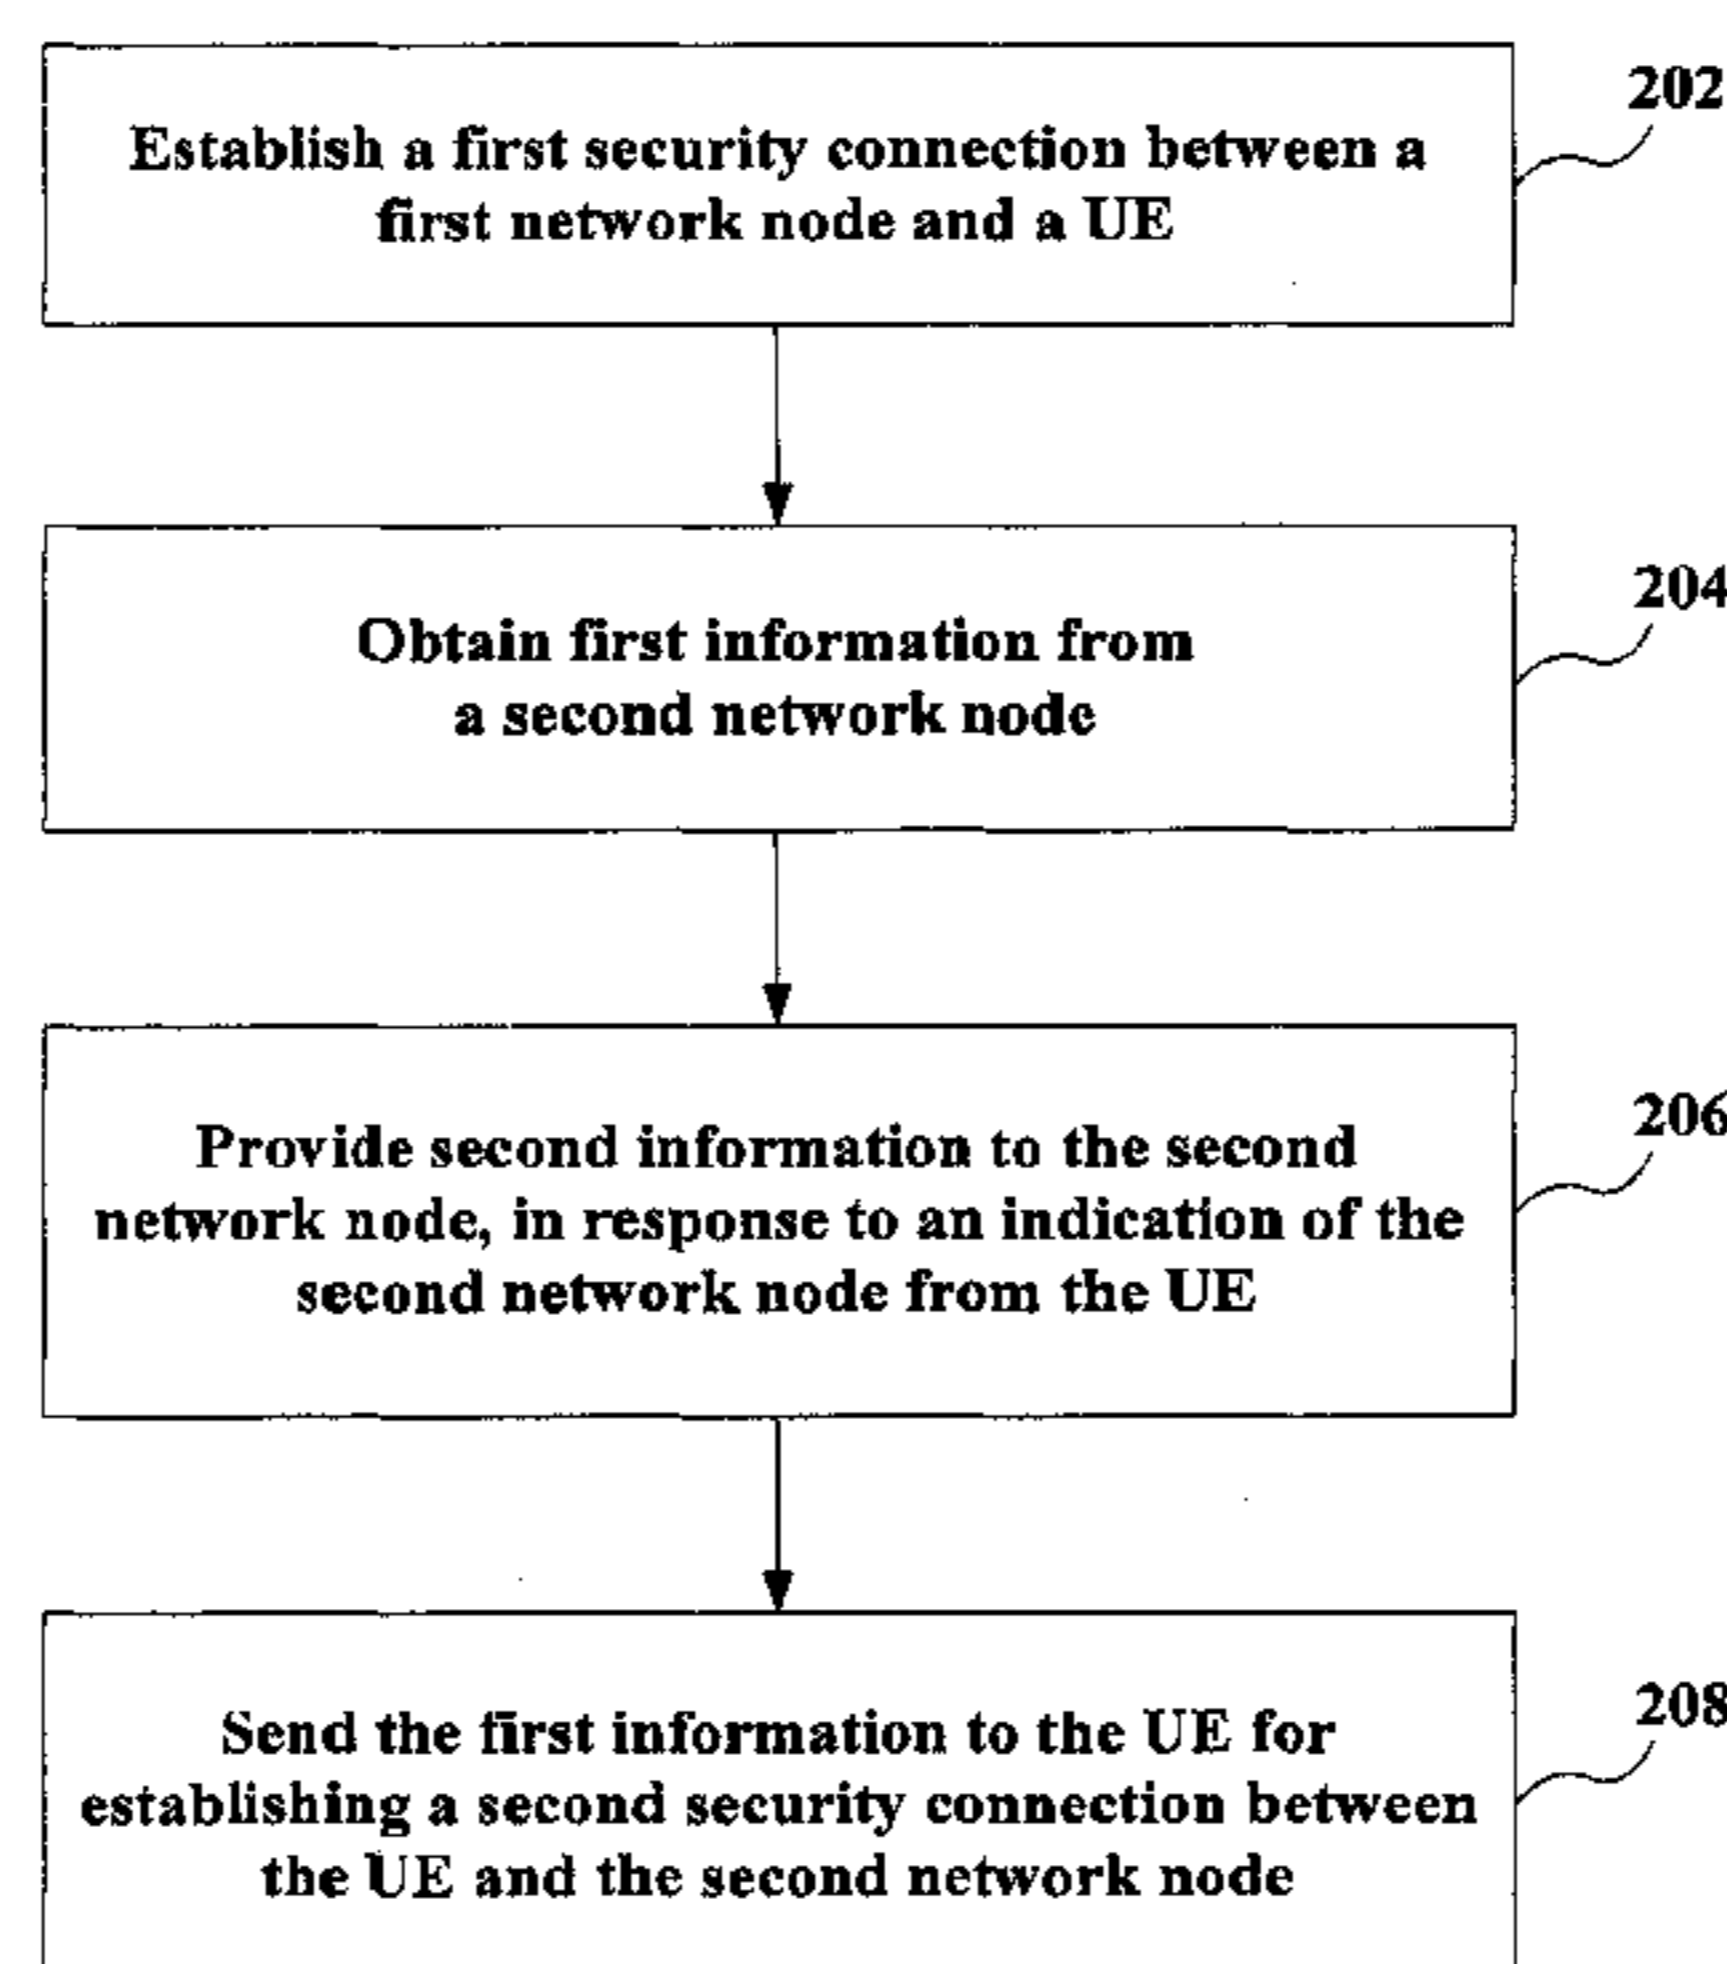 202
Establish a first security connection between a
first network node and a UE
204
Obtain first information from
a second network node
206
Provide second information to the second
network node, in response to an indication of the
second network node from the UE
208
Send the first information to the UE for
establishing a second security connection between
the UE and the second network node